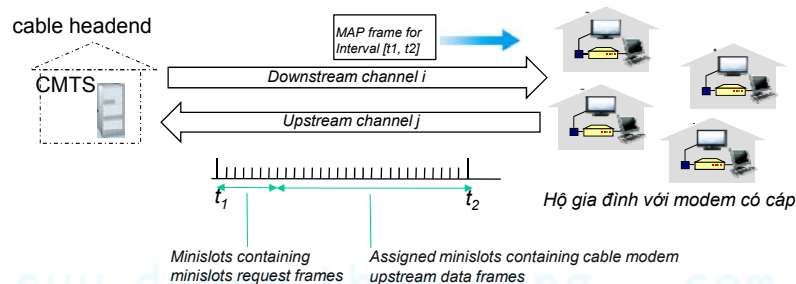 cable headend
CMTS
MAP frame for
Interval [t1, t2]
Downstream channel i
Upstream channel j
t1
t2
Hộ gia đình với modem có cáp
Minislots containing
minislots request frames
Assigned minislots containing cable modem
upstream data frames